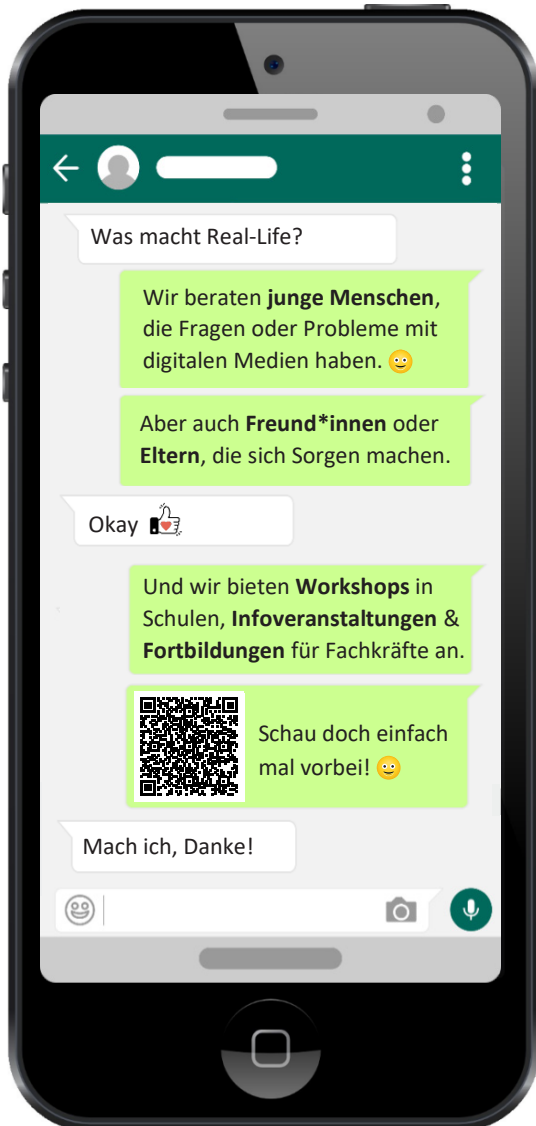 Was macht Real-Life?
Wir beraten junge Menschen,
die Fragen oder Probleme mit
digitalen Medien haben. 🙂
Aber auch Freund*innen oder
Eltern, die sich Sorgen machen.
Okay
Und wir bieten Workshops in
Schulen, Infoveranstaltungen &
Fortbildungen für Fachkräfte an.
Schau doch einfach
mal vorbei! 🙂
Mach ich, Danke!